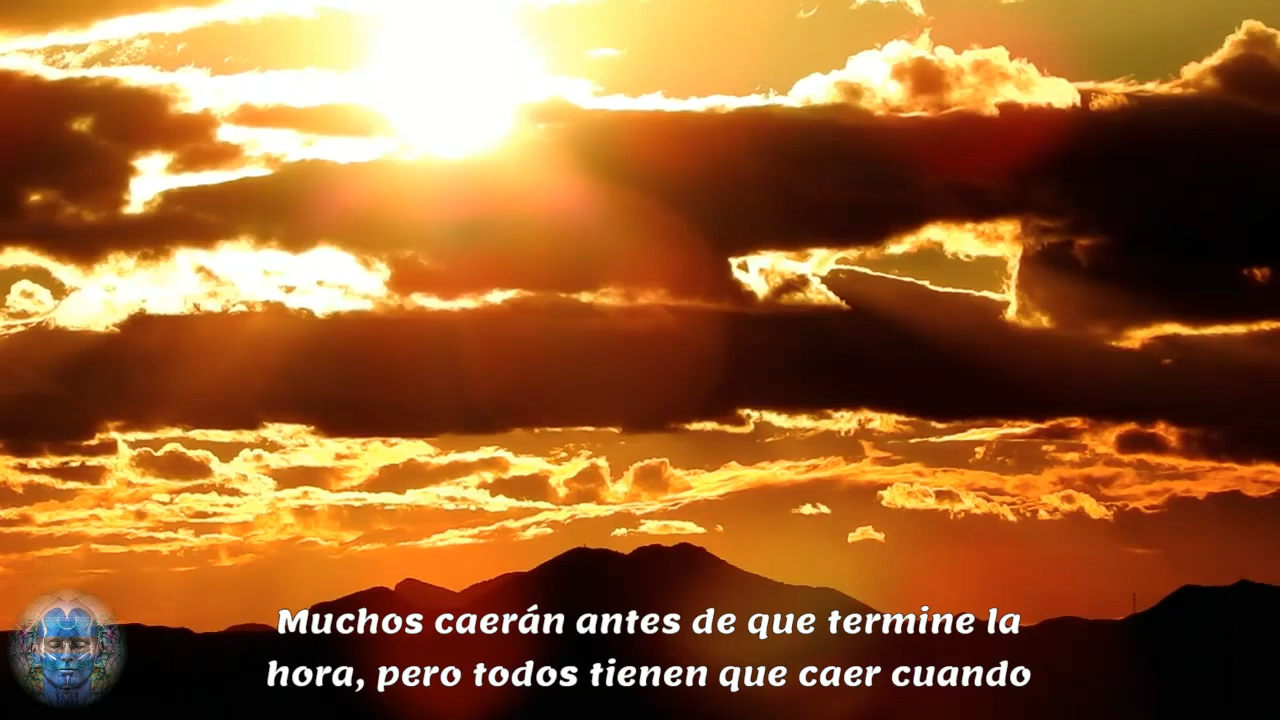 Muchos caerán antes de que termine la
hora, pero todos tienen que caer cuando